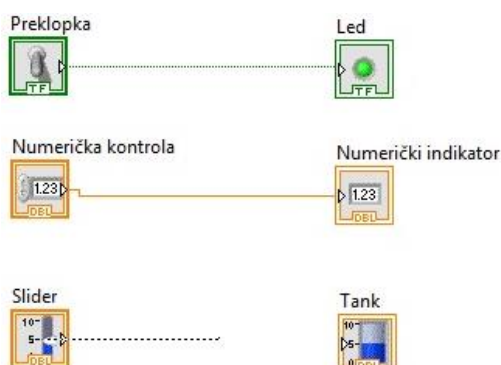 Preklopka
Led
TF
TF
Numerička kontrola
Numerički indikator
1.23
1.23
DBL
DBL
Slider
Tank
10-
5-
DBL
10-
5-
0
DBL